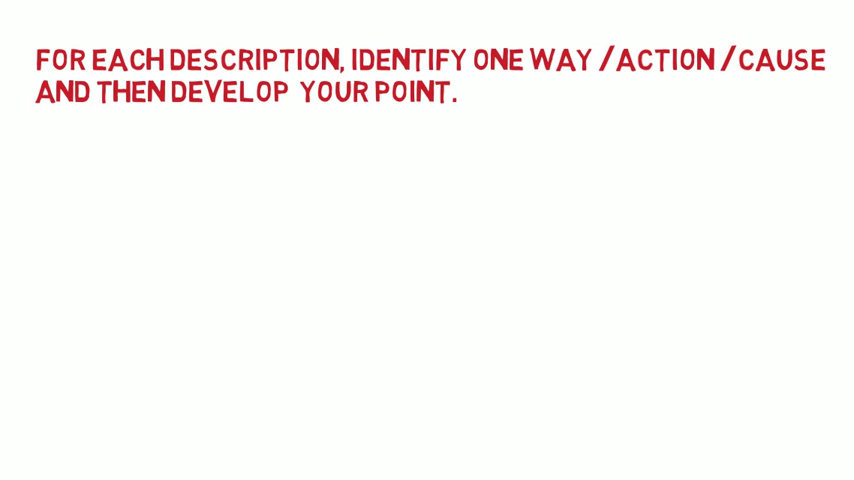 FOR EACH DESCRIPTION, IDENTIFY ONE WAY /ACTION /CAUSE
AND THEN DEVELOP YOUR POINT.